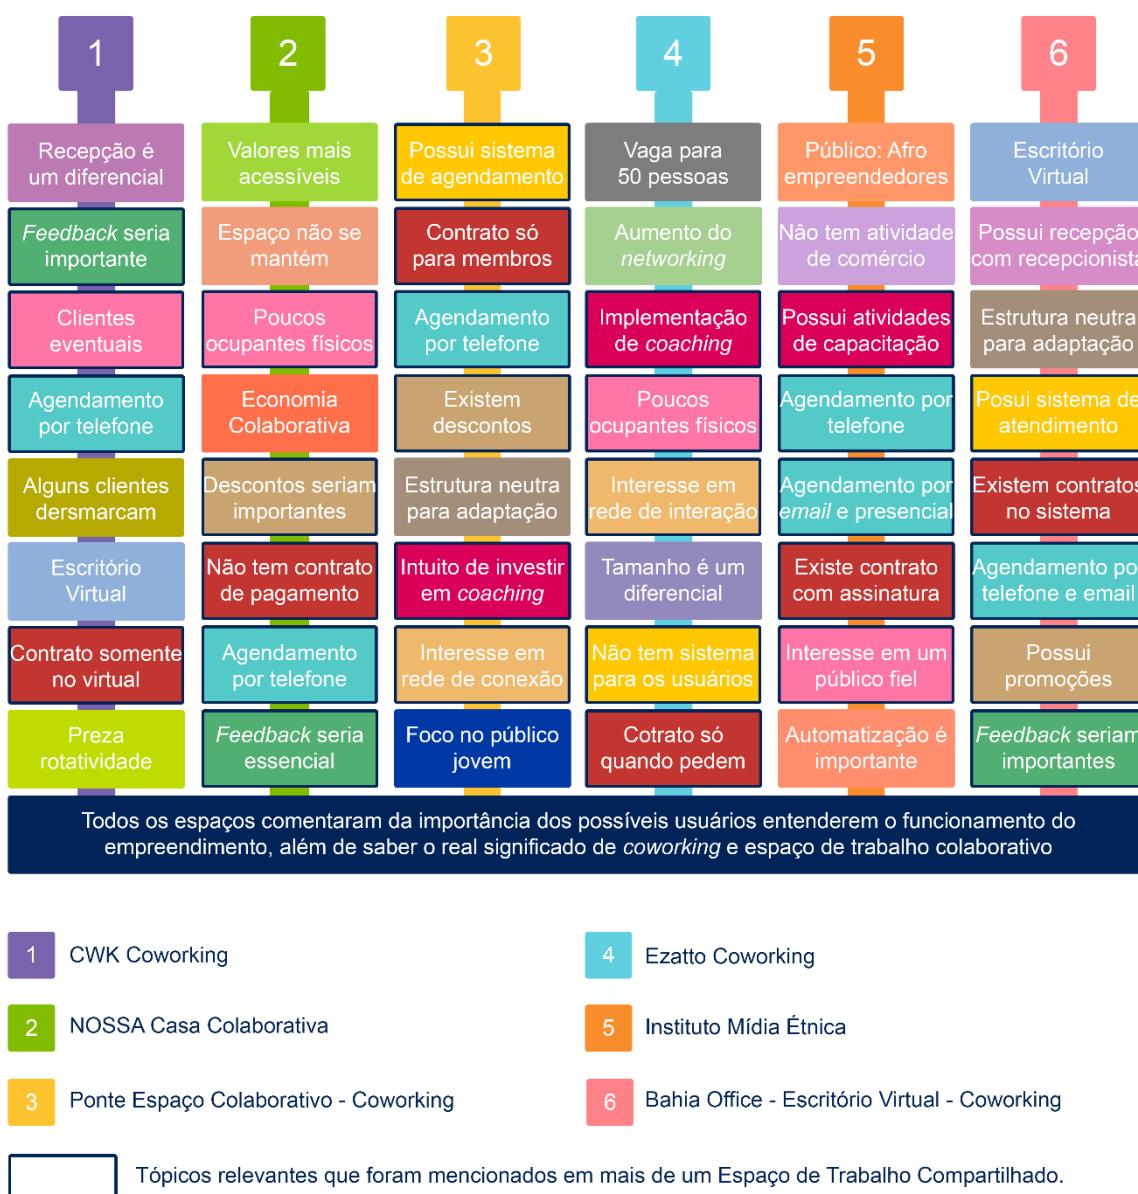 1
2
3
4
5
6
Recepção é
um diferencial
Valores mais
acessíveis
Possui sistema
de agendamento
Vaga para
50 pessoas
Público: Afro
empreendedores
Escritório
Virtual
Feedback seria
importante
Espaço não se
mantém
Contrato só
para membros
Aumento do
networking
Nâo tem atividade
de comércio
Possui recepção
com recepcionista
Clientes
eventuais
Poucos
ocupantes físicos
Agendamento
por telefone
Implementação
de coaching
Possui atividades
de capacitação
Estrutura neutra
para adaptação
Agendamento
por telefone
Economia
Colaborativa
Existem
descontos
Poucos
ocupantes físicos
Agendamento por
telefone
Posui sistema de
atendimento
Alguns clientes
dersmarcam
Descontos seriam
importantes
Estrutura neutra
para adaptação
Interesse em
rede de interação
Agendamento por
email e presencial
Existem contratos
no sistema
Escritório
Virtual
Não tem contrato
de pagamento
Intuito de investir
em coaching
Tamanho é um
diferencial
Existe contrato
com assinatura
Agendamento por
telefone e email
Contrato somente
no virtual
Agendamento
por telefone
Interesse em
rede de conexão
Não tem sistema
para os usuários
Interesse em um
público fiel
Possui
promoções
Preza
rotatividade
Feedback seria
essencial
Foco no público
jovem
Cotrato só
quando pedem
Automatização é
importante
Feedback seriam
importantes
Todos os espaços comentaram da importância dos possíveis usuários entenderem o funcionamento do
empreendimento, além de saber o real significado de coworking e espaço de trabalho colaborativo
1 CWK Coworking
4 Ezatto Coworking
2 NOSSA Casa Colaborativa
5 Instituto Mídia Étnica
3 Ponte Espaço Colaborativo - Coworking
6 Bahia Office - Escritório Virtual - Coworking
Tópicos relevantes que foram mencionados em mais de um Espaço de Trabalho Compartilhado.